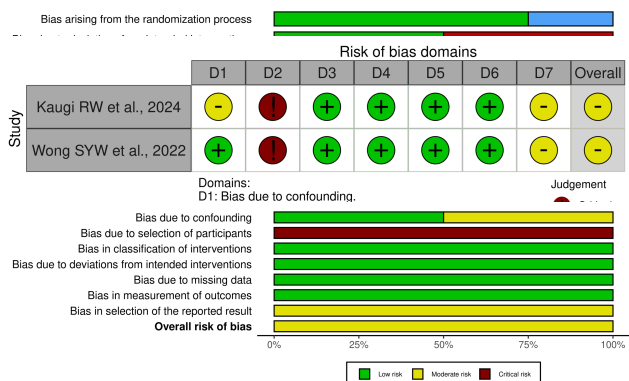 Bias arising from the randomization process
Risk of bias domains
D1 D2 D3 D4 D5 D6 D7 Overall
Study
Kaugi RW et al., 2024 - ! + + + + - -
Wong SYW et al., 2022 + ! + + + + - -
Domains:
D1: Bias due to confounding.
Judgement
Bias due to confounding
Bias due to selection of participants
Bias in classification of interventions
Bias due to deviations from intended interventions
Bias due to missing data
Bias in measurement of outcomes
Bias in selection of the reported result
Overall risk of bias
0% 25% 50% 75% 100%
Low risk Moderate risk Critical risk